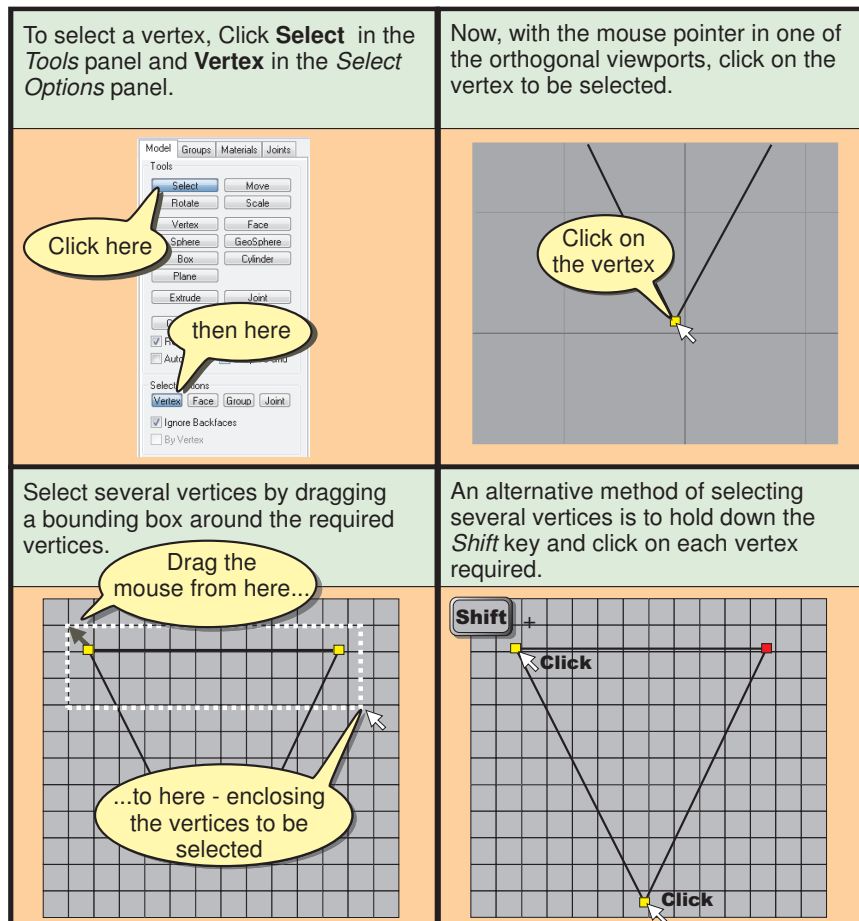 To select a vertex, Click Select in the
Tools panel and Vertex in the Select
Options panel.
Model Groups Materials Joints
Tools
Select Move
Rotate Scale
Vertex Face
Sphere GeoSphere
Box Cylinder
Plane
Extrude Joint
Click here
then here
Auto
Select Options
Vertex Face Group Joint
Ignore Backfaces
By Vertex
Now, with the mouse pointer in one of
the orthogonal viewports, click on the
vertex to be selected.
Click on
the vertex
Select several vertices by dragging
a bounding box around the required
vertices.
Drag the
mouse from here...
...to here - enclosing
the vertices to be
selected
An alternative method of selecting
several vertices is to hold down the
Shift key and click on each vertex
required.
Shift +
Click
Click